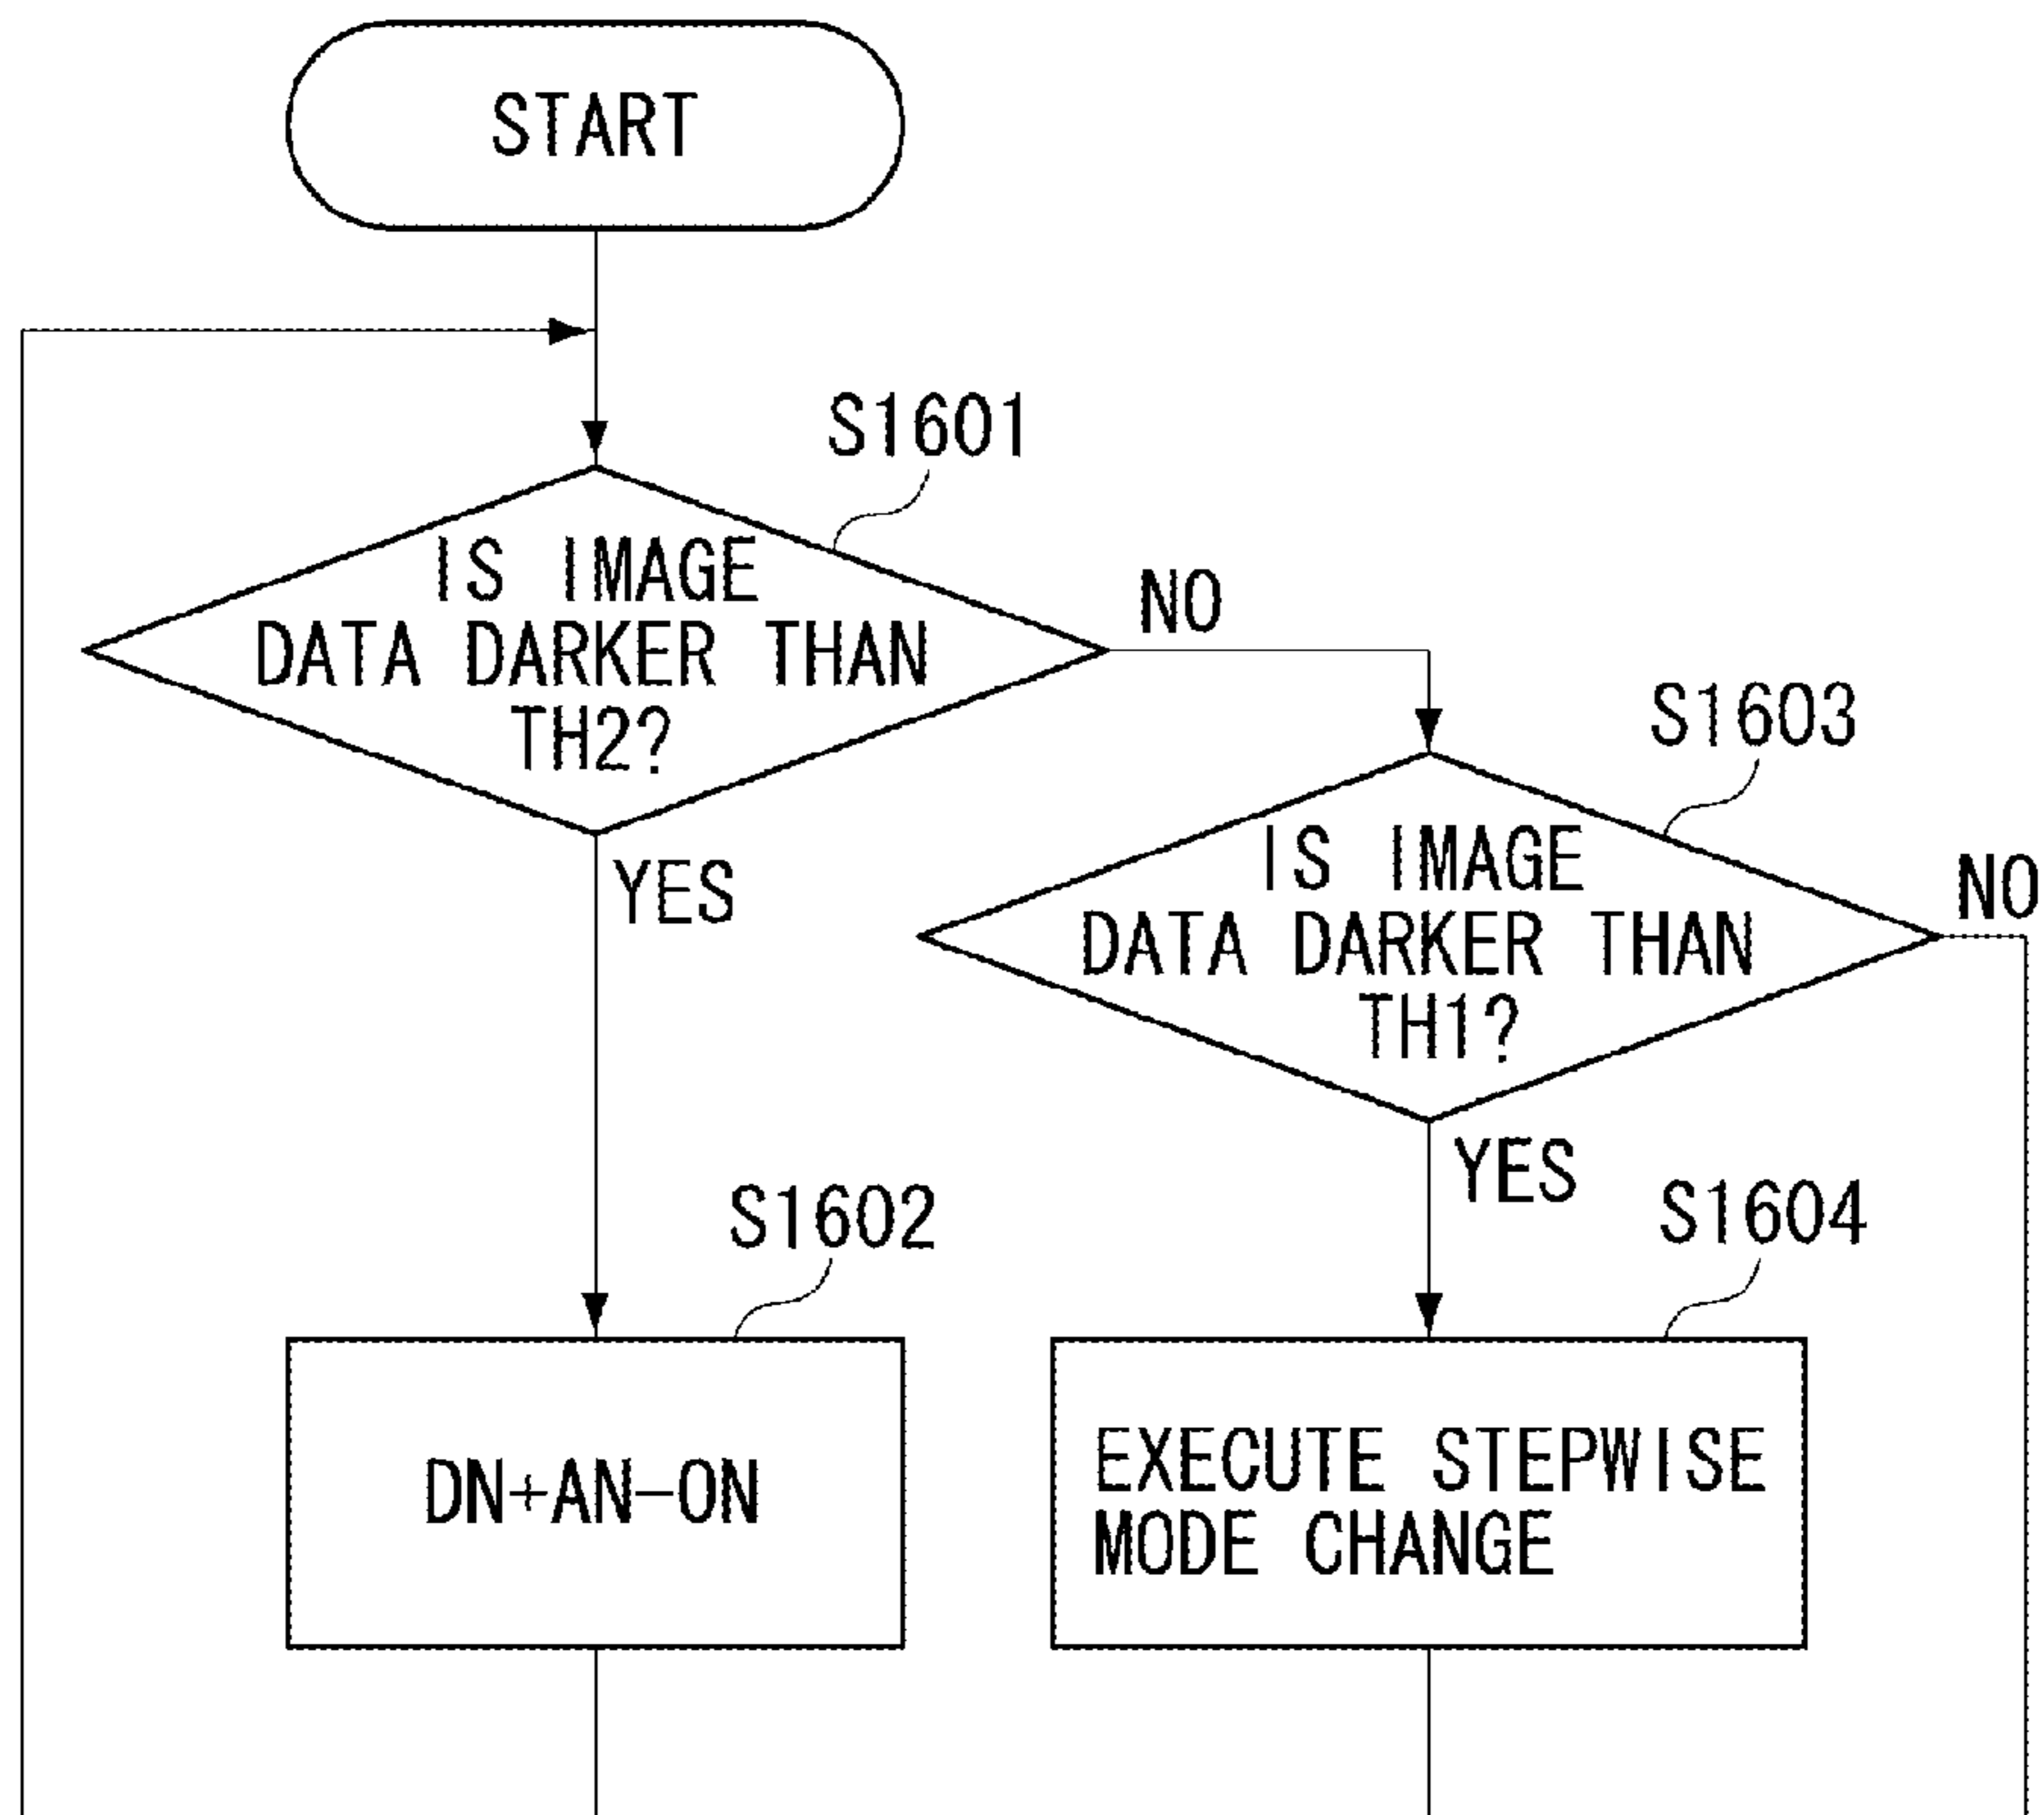 START
S1601
IS IMAGE
DATA DARKER THAN
TH2?
NO
YES
S1603
IS IMAGE
DATA DARKER THAN
TH1?
NO
YES
S1602
DN+AN-ON
S1604
EXECUTE STEPWISE
MODE CHANGE